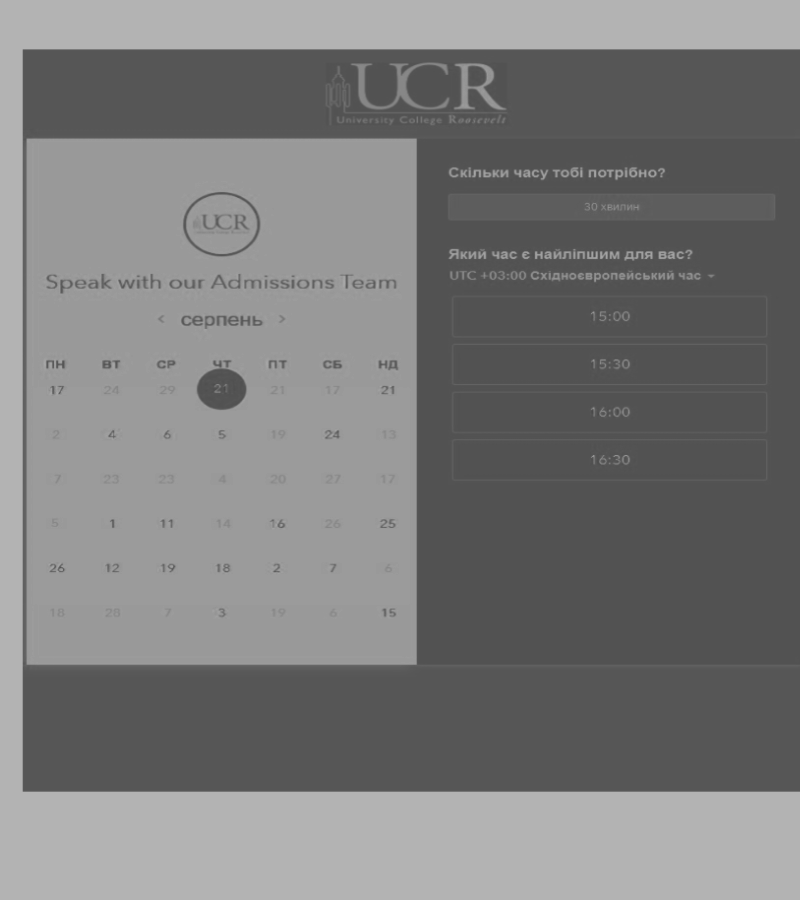 UCR
University College Roosevelt
UCR
Speak with our Admissions Team
< серпень >
ПН ВТ СР ЧТ ПТ СБ НД
17 24 29 21 21 17 21
2 4 6 5 19 24 13
7 23 23 4 20 27 17
5 1 11 14 16 26 25
26 12 19 18 2 7 6
18 28 7 3 19 6 15
Скільки часу тобі потрібно?
30 хвилин
Який час є найліпшим для вас?
UTC +03:00 Східноєвропейський час
15:00
15:30
16:00
16:30